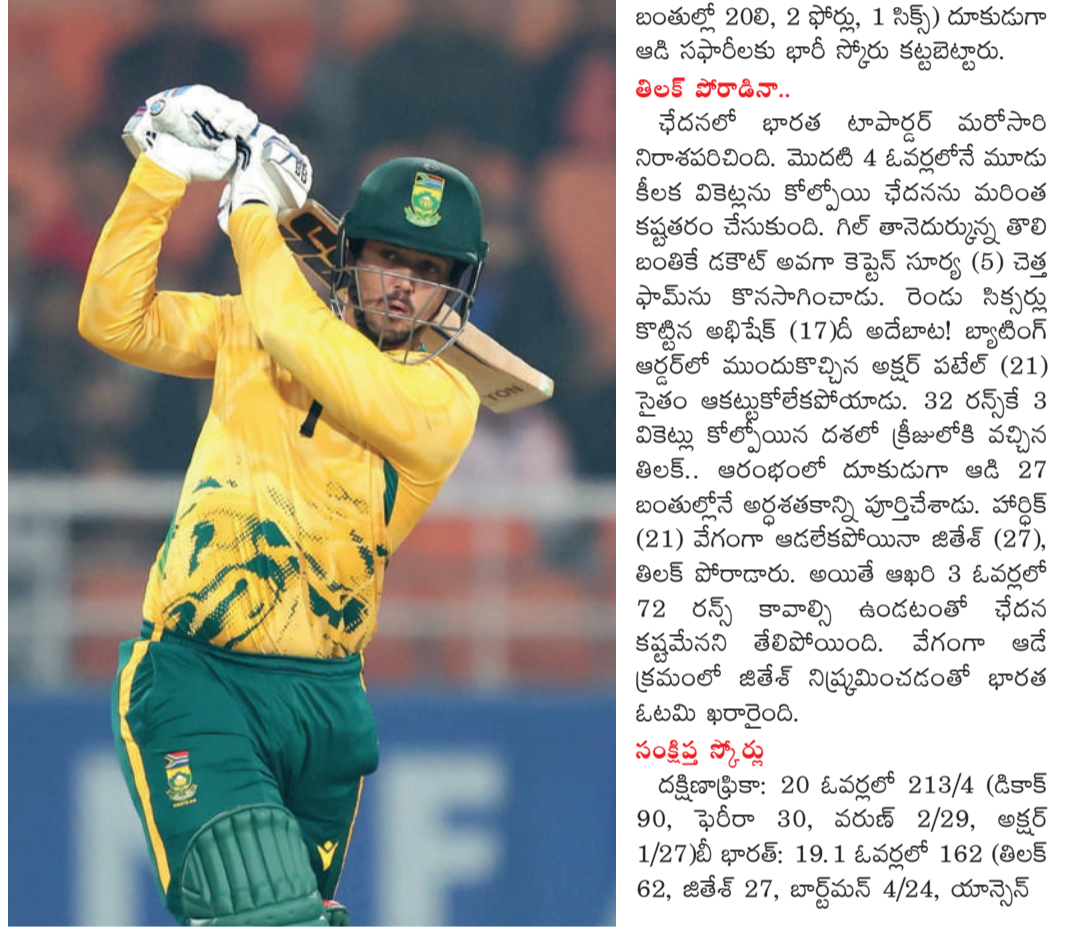 బంతుల్లో 20లి, 2 ఫోర్లు, 1 సిక్స్) దూకుడుగా
ఆడి సఫారీలకు భారీ స్కోరు కట్టబెట్టారు.
తిలక్ పోరాడినా..
ఛేదనలో భారత టాపార్డర్ మరోసారి
నిరాశపరిచింది. మొదటి 4 ఓవర్లలోనే మూడు
కీలక వికెట్లను కోల్పోయి ఛేదనను మరింత
కష్టతరం చేసుకుంది. గిల్ తానెదుర్కున్న తొలి
బంతికే డకౌట్ అవగా కెప్టెన్ సూర్య (5) చెత్త
ఫామ్‌ను కొనసాగించాడు. రెండు సిక్సర్లు
కొట్టిన అభిషేక్ (17)దీ అదేబాట! బ్యాటింగ్
ఆర్డర్‌లో ముందుకొచ్చిన అక్షర్ పటేల్ (21)
సైతం ఆకట్టుకోలేకపోయాడు. 32 రన్స్‌కే 3
వికెట్లు కోల్పోయిన దశలో క్రీజులోకి వచ్చిన
తిలక్.. ఆరంభంలో దూకుడుగా ఆడి 27
బంతుల్లోనే అర్ధశతకాన్ని పూర్తిచేశాడు. హార్ధిక్
(21) వేగంగా ఆడలేకపోయినా జితేశ్ (27),
తిలక్ పోరాడారు. అయితే ఆఖరి 3 ఓవర్లలో
72 రన్స్ కావాల్సి ఉండటంతో ఛేదన
కష్టమేనని తేలిపోయింది. వేగంగా ఆడే
క్రమంలో జితేశ్ నిష్క్రమించడంతో భారత
ఓటమి ఖరారైంది.
సంక్షిప్త స్కోర్లు
దక్షిణాఫ్రికా: 20 ఓవర్లలో 213/4 (డికాక్
90, ఫెరీరా 30, వరుణ్ 2/29, అక్షర్
1/27)బీ భారత్: 19.1 ఓవర్లలో 162 (తిలక్
62, జితేశ్ 27, బార్ట్‌మన్ 4/24, యాన్సెన్